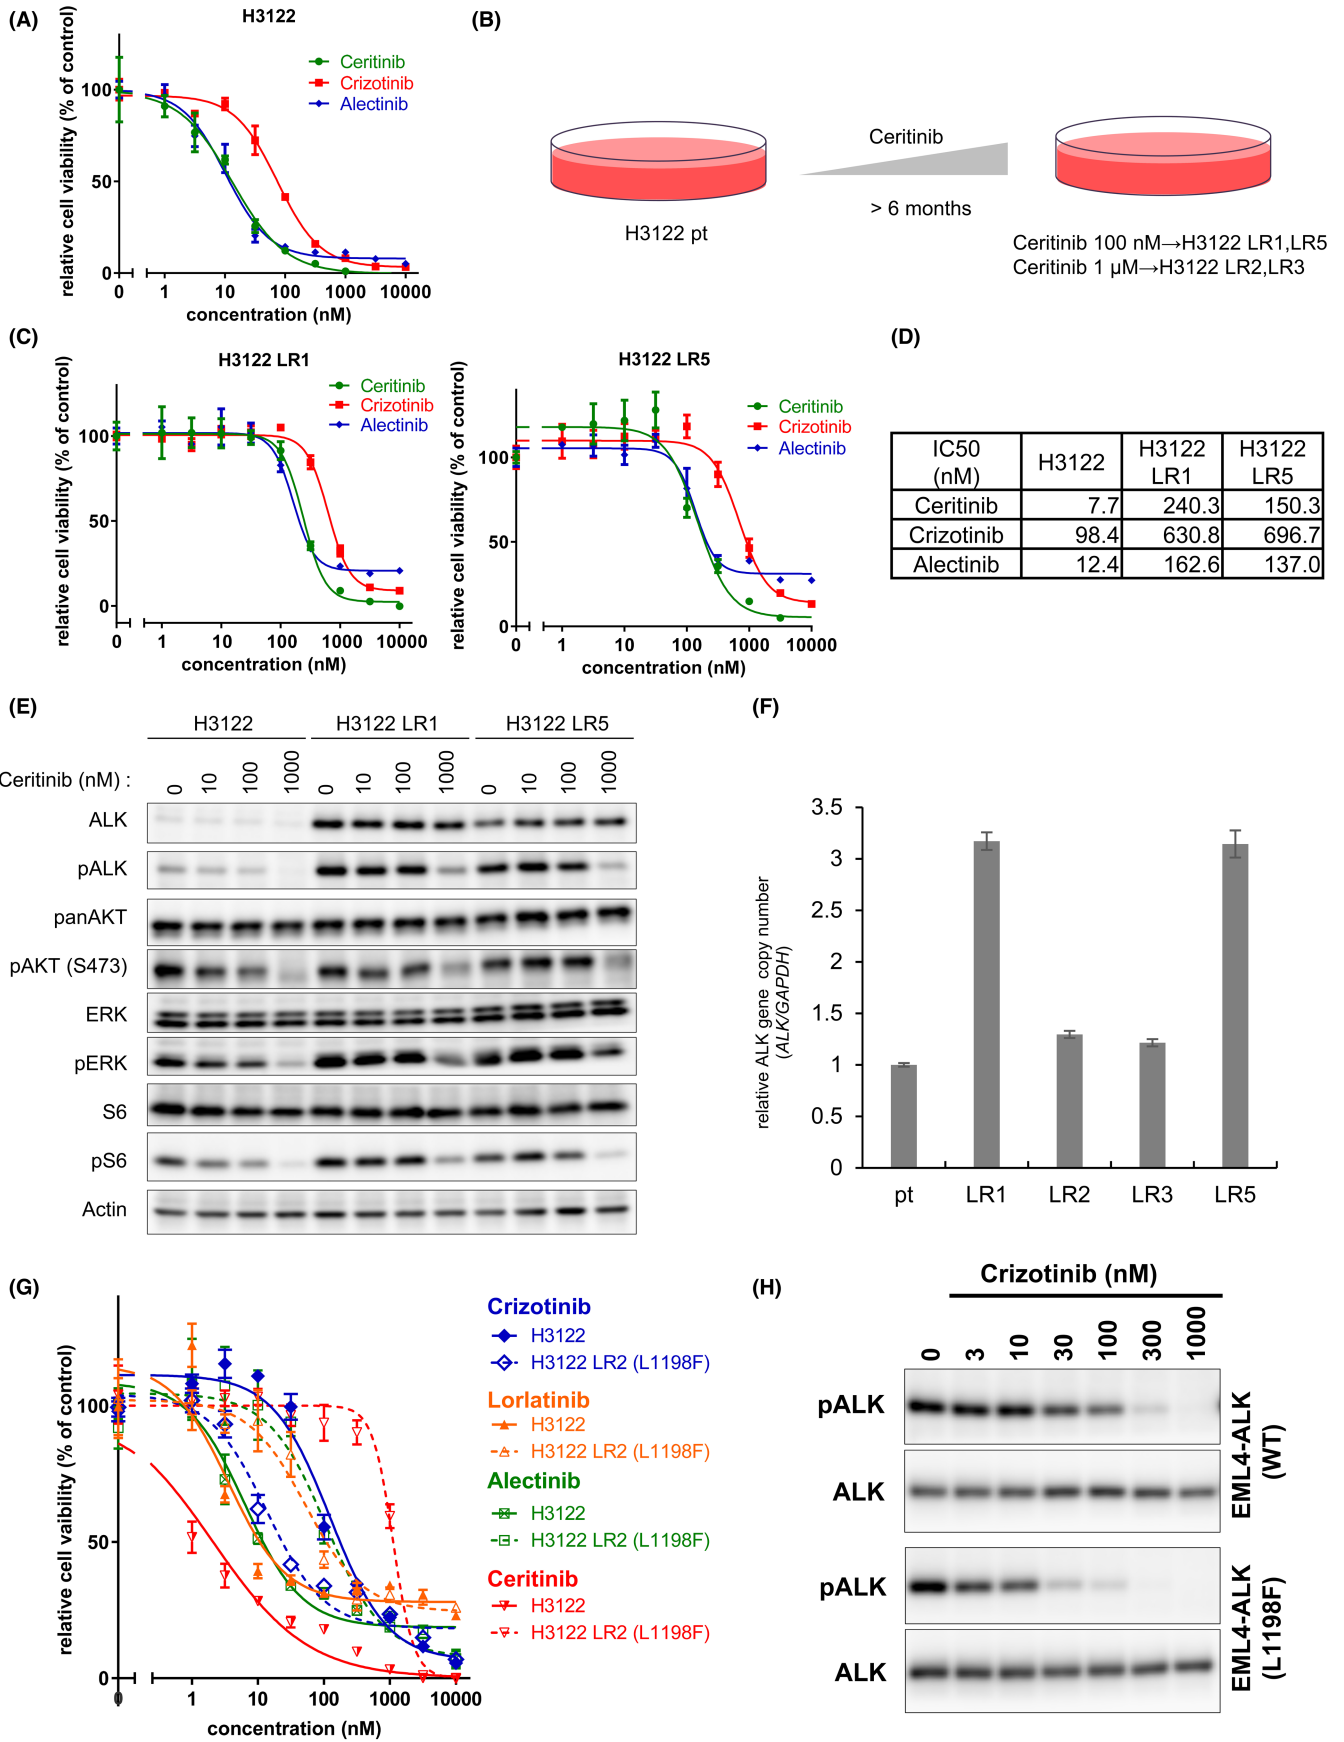 (A)
H3122
relative cell viability (% of control)
Ceritinib
Crizotinib
Alectinib
100
50
0
0 1 10 100 1000 10000
concentration (nM)
(B)
H3122 pt
Ceritinib
> 6 months
Ceritinib 100 nM→H3122 LR1,LR5
Ceritinib 1 µM→H3122 LR2,LR3
(C)
H3122 LR1
relative cell viability (% of control)
Ceritinib
Crizotinib
Alectinib
100
50
0
0 1 10 100 1000 10000
concentration (nM)
H3122 LR5
relative cell viability (% of control)
Ceritinib
Crizotinib
Alectinib
100
50
0
0 1 10 100 1000 10000
concentration (nM)
(D)
IC50 (nM) H3122 H3122 LR1 H3122 LR5
Ceritinib 7.7 240.3 150.3
Crizotinib 98.4 630.8 696.7
Alectinib 12.4 162.6 137.0
(E)
H3122 H3122 LR1 H3122 LR5
Ceritinib (nM) : 0 10 100 1000 0 10 100 1000 0 10 100 1000
ALK
pALK
panAKT
pAKT (S473)
ERK
pERK
S6
pS6
Actin
(F)
relative ALK gene copy number
(ALK/GAPDH)
3.5
3
2.5
2
1.5
1
0.5
0
pt LR1 LR2 LR3 LR5
(G)
relative cell vaibility (% of control)
100
50
0
0 1 10 100 1000 10000
concentration (nM)
Crizotinib
H3122
H3122 LR2 (L1198F)
Lorlatinib
H3122
H3122 LR2 (L1198F)
Alectinib
H3122
H3122 LR2 (L1198F)
Ceritinib
H3122
H3122 LR2 (L1198F)
(H)
Crizotinib (nM)
0 3 10 30 100 300 1000
pALK
ALK
EML4-ALK
(WT)
pALK
ALK
EML4-ALK
(L1198F)